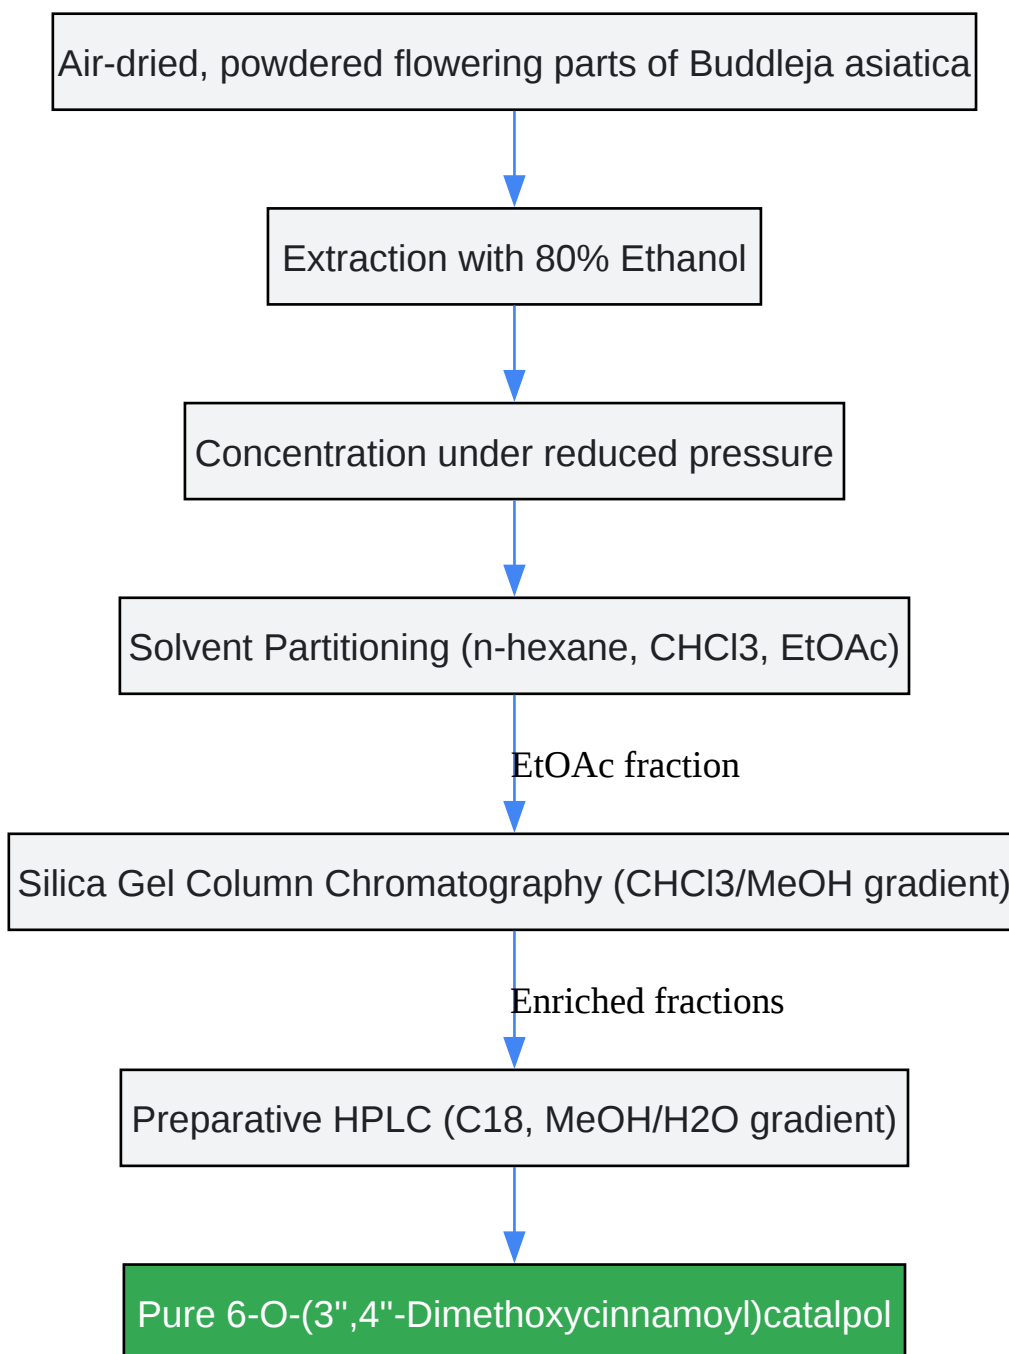 Air-dried, powdered flowering parts of Buddleja asiatica
Extraction with 80% Ethanol
Concentration under reduced pressure
Solvent Partitioning (n-hexane, CHCl3, EtOAc)
EtOAc fraction
Silica Gel Column Chromatography (CHCl3/MeOH gradient)
Enriched fractions
Preparative HPLC (C18, MeOH/H2O gradient)
Pure 6-O-(3",4"-Dimethoxycinnamoyl)catalpol